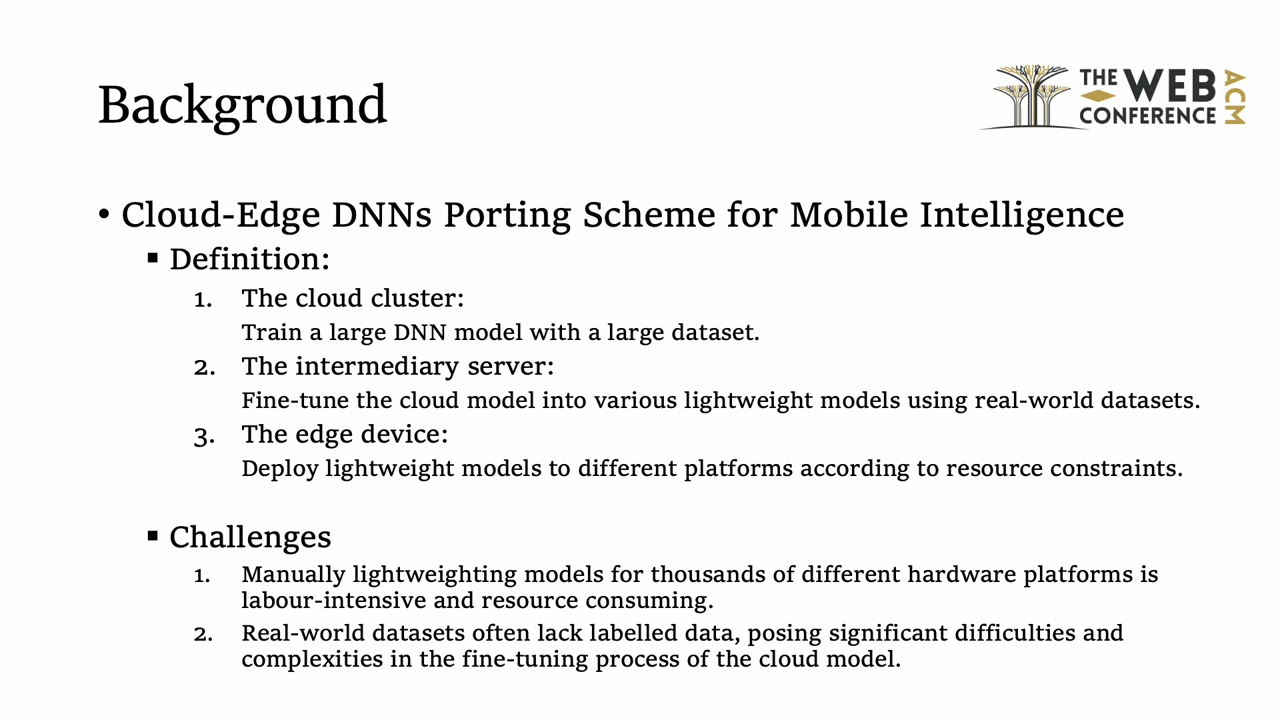 Background
THE WEB
CONFERENCE
ACM
• Cloud-Edge DNNs Porting Scheme for Mobile Intelligence
▪ Definition:
1. The cloud cluster:
Train a large DNN model with a large dataset.
2. The intermediary server:
Fine-tune the cloud model into various lightweight models using real-world datasets.
3. The edge device:
Deploy lightweight models to different platforms according to resource constraints.
▪ Challenges
1. Manually lightweighting models for thousands of different hardware platforms is
labour-intensive and resource consuming.
2. Real-world datasets often lack labelled data, posing significant difficulties and
complexities in the fine-tuning process of the cloud model.